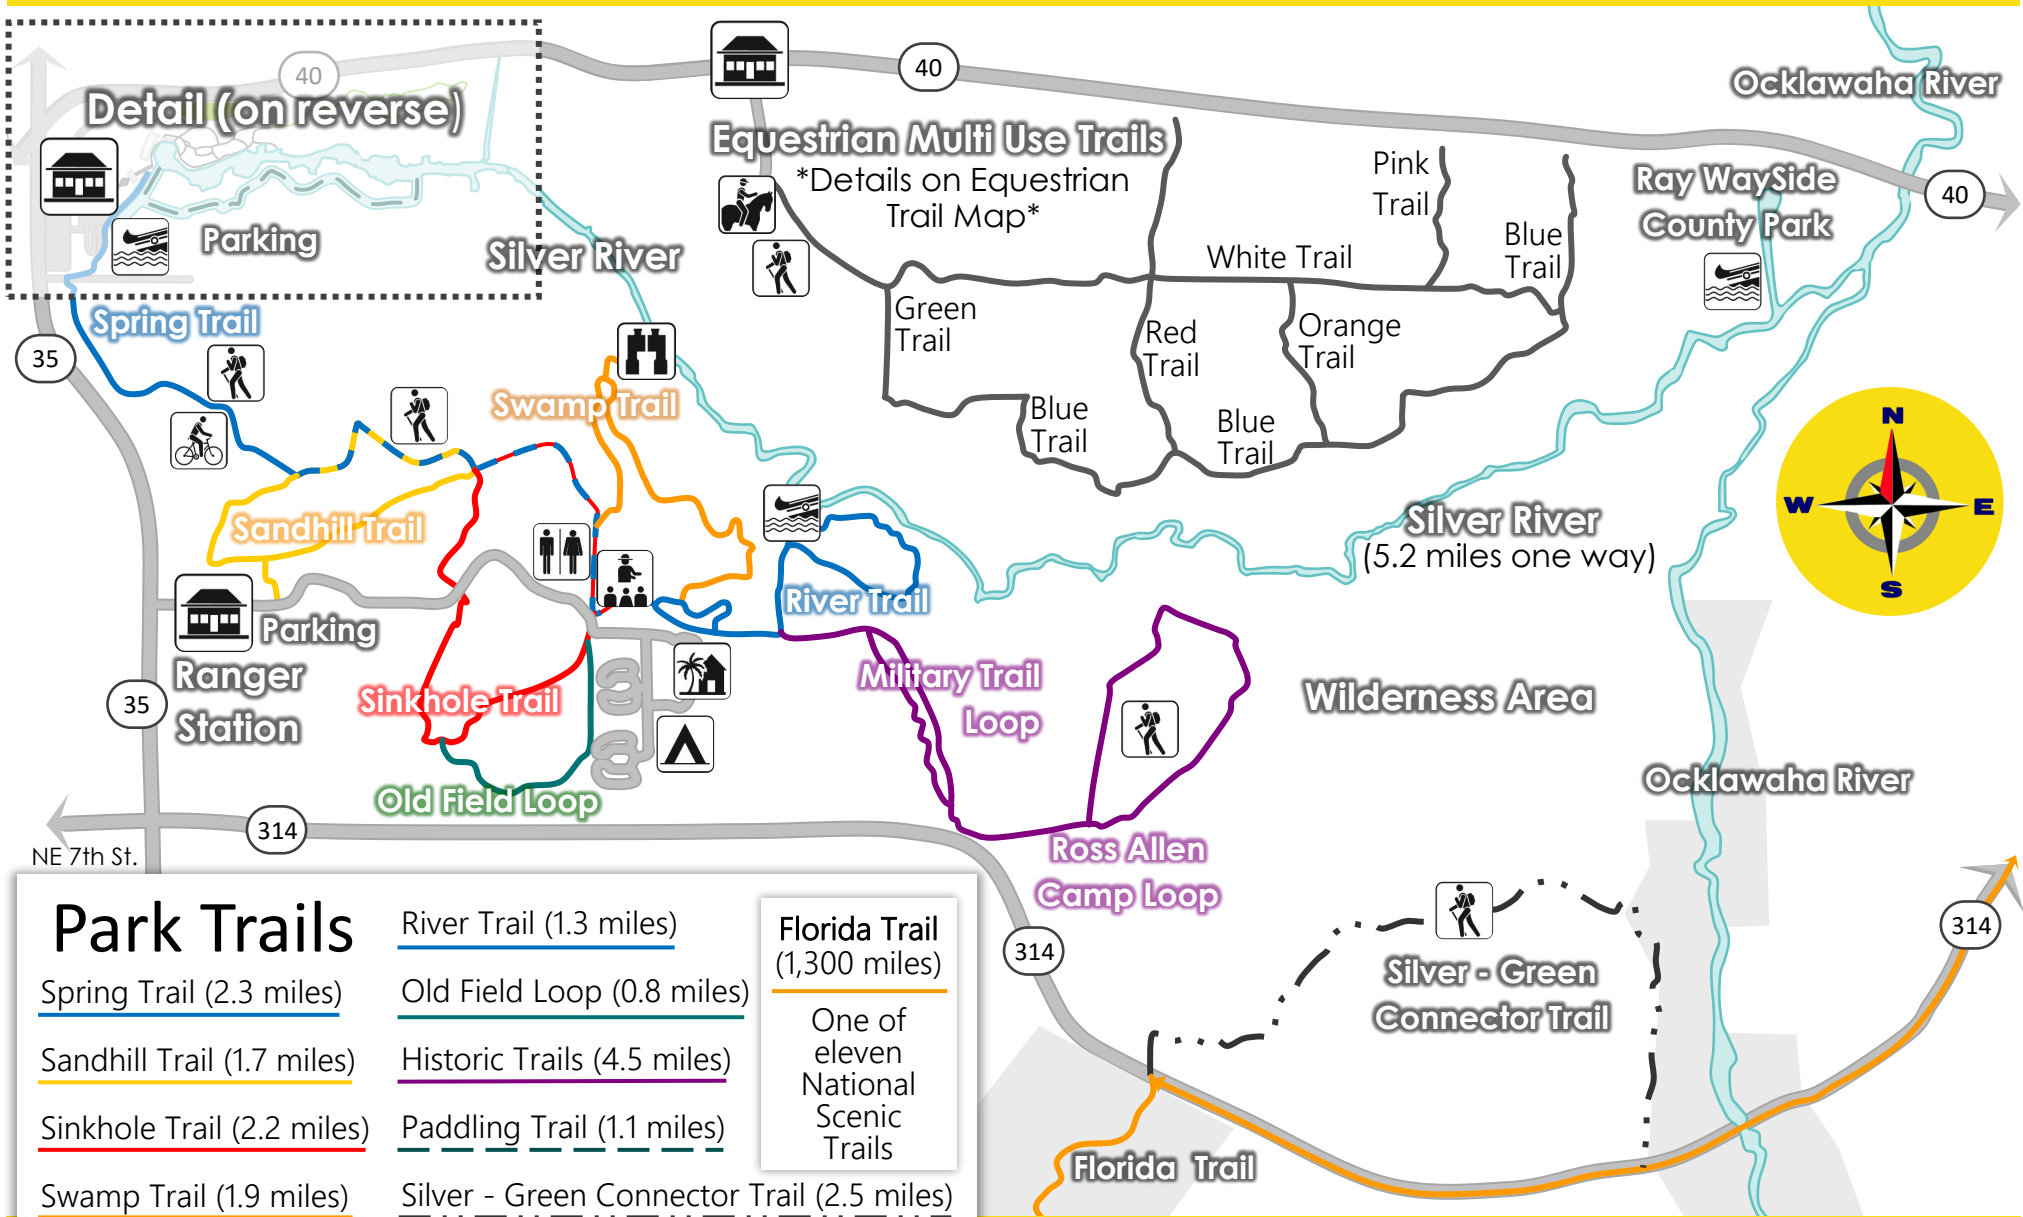 40
Detail (on reverse)
Parking
40
Equestrian Multi Use Trails
*Details on Equestrian
Trail Map*
Ocklawaha River
Pink
Trail
Ray WaySide
County Park
40
White Trail
Blue
Trail
Silver River
Spring Trail
35
Green
Trail
Red
Trail
Orange
Trail
Swamp Trail
Blue
Trail
Blue
Trail
Sandhill Trail
Silver River
(5.2 miles one way)
N
W
E
S
River Trail
Parking
Ranger
Station
35
Sinkhole Trail
Military Trail
Loop
Wilderness Area
Ocklawaha River
Old Field Loop
314
NE 7th St.
Ross Allen
Camp Loop
314
314
Silver - Green
Connector Trail
Florida Trail
Park Trails
Spring Trail (2.3 miles)
Sandhill Trail (1.7 miles)
Sinkhole Trail (2.2 miles)
Swamp Trail (1.9 miles)
River Trail (1.3 miles)
Old Field Loop (0.8 miles)
Historic Trails (4.5 miles)
Paddling Trail (1.1 miles)
Silver - Green Connector Trail (2.5 miles)
Florida Trail
(1,300 miles)
One of
eleven
National
Scenic
Trails